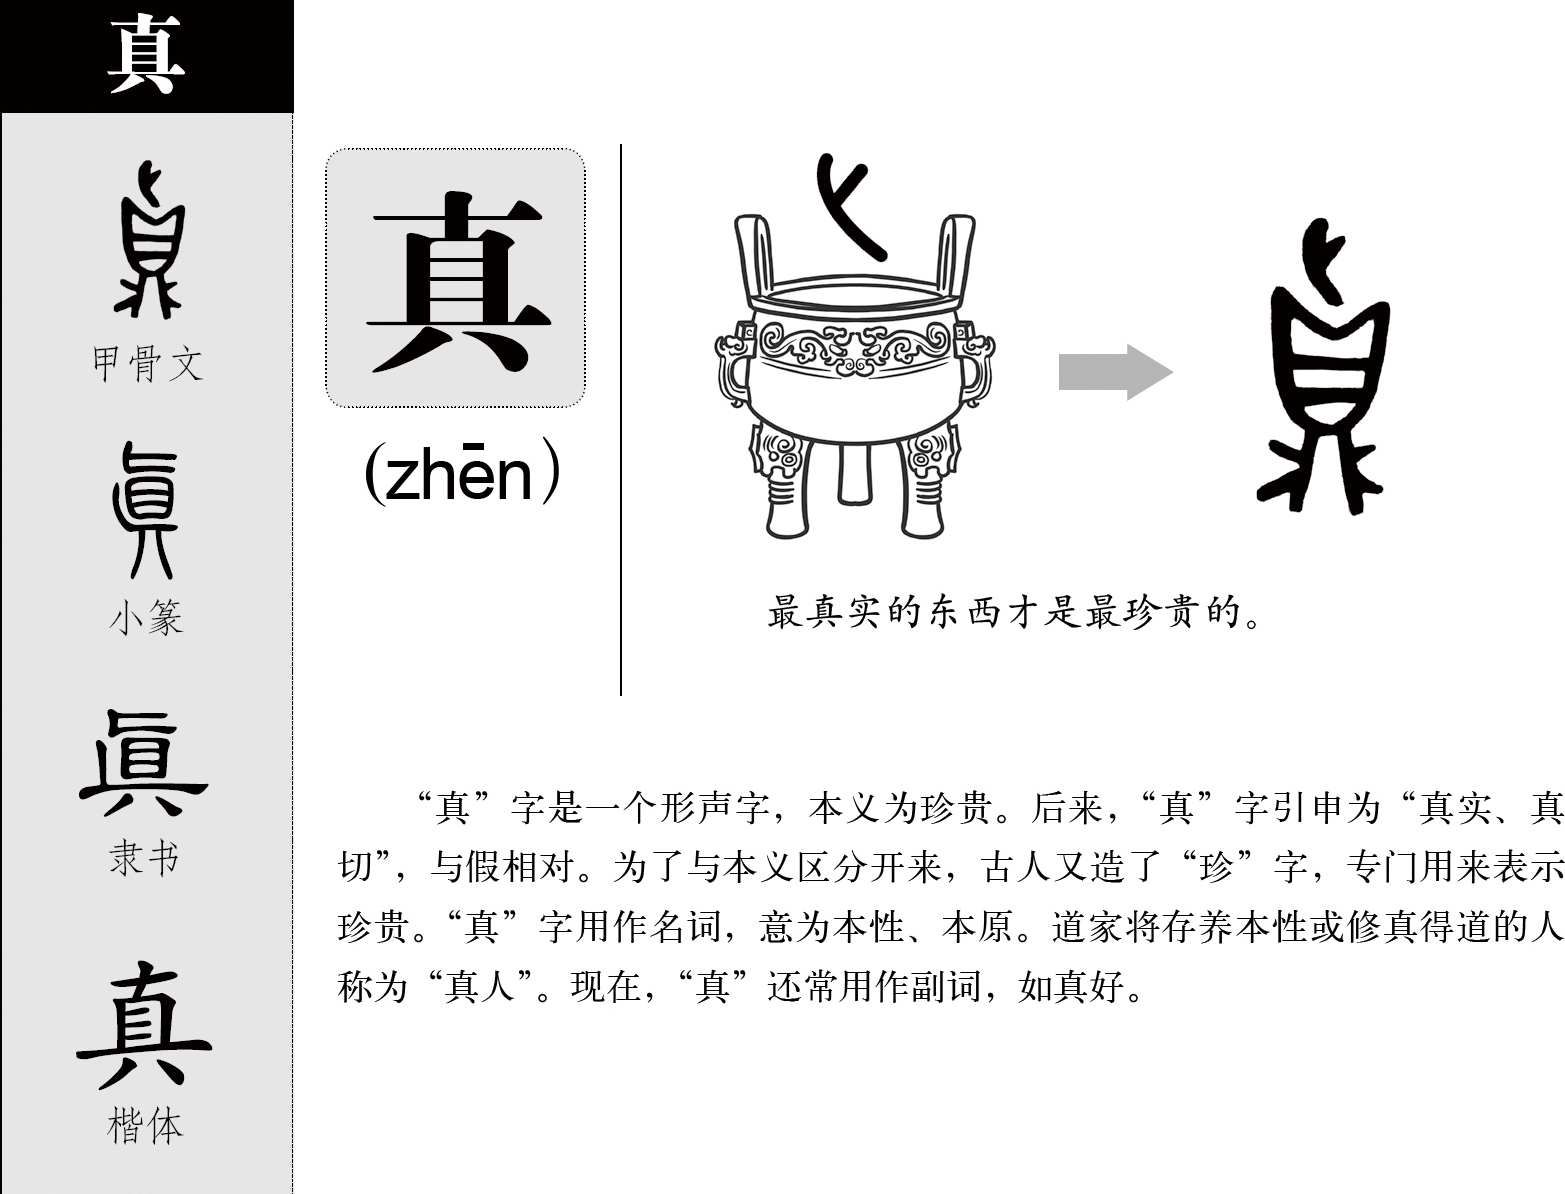 真
甲骨文
小篆
隶书
楷体
真
(zhēn)
最真实的东西才是最珍贵的。
“真”字是一个形声字，本义为珍贵。后来，“真”字引申为“真实、真
切”，与假相对。为了与本义区分开来，古人又造了“珍”字，专门用来表示
珍贵。“真”字用作名词，意为本性、本原。道家将存养本性或修真得道的人
称为“真人”。现在，“真”还常用作副词，如真好。